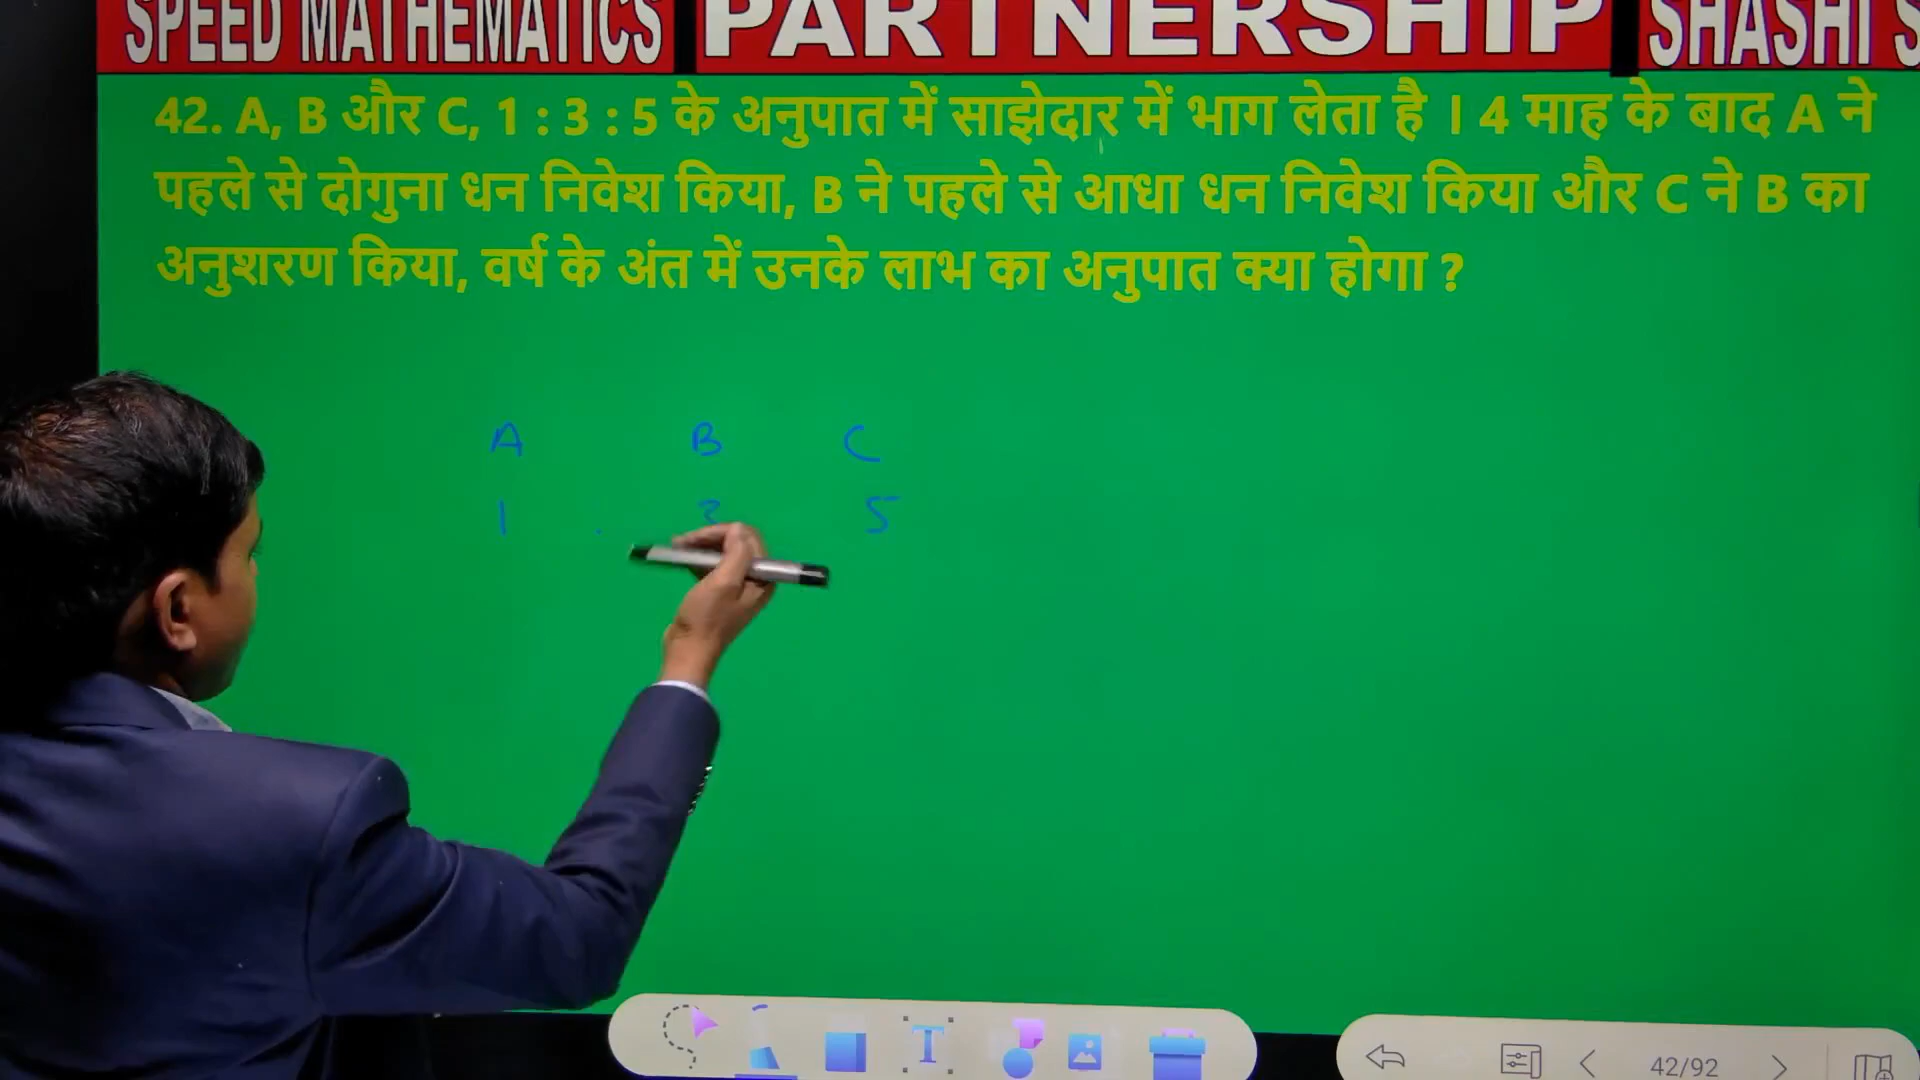 SPEED MATHEMATICS PARTNERSHIP SHASHI S
42. A, B और C, 1 : 3 : 5 के अनुपात में साझेदार में भाग लेता है । 4 माह के बाद A ने
पहले से दोगुना धन निवेश किया, B ने पहले से आधा धन निवेश किया और C ने B का
अनुशरण किया, वर्ष के अंत में उनके लाभ का अनुपात क्या होगा ?
A B C
1 3 5
T
42/92